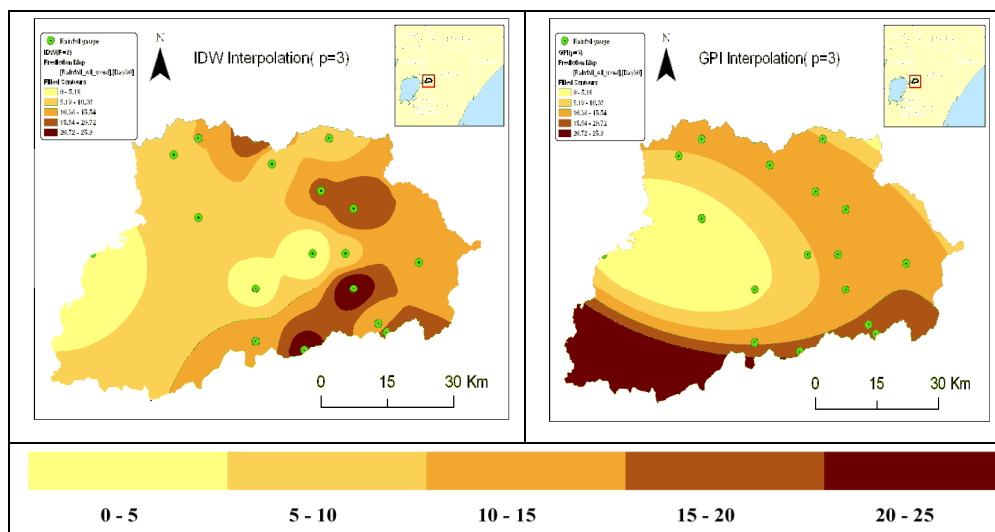 N
IDW Interpolation( p=3)
Rainfall gauge
IDW(P=3)
Prediction Map
[Rainfall_all_used].[Day30]
Filled Contours
0 - 5.18
5.18 - 10.36
10.36 - 15.54
15.54 - 20.72
20.72 - 25.9
0 15 30 Km
N
GPI Interpolation( p=3)
Rainfall gauge
GPI(p=3)
Prediction Map
Filled Contours
0 - 5.18
5.18 - 10.36
10.36 - 15.54
15.54 - 20.72
20.72 - 25.9
0 15 30 Km
0 - 5
5 - 10
10 - 15
15 - 20
20 - 25